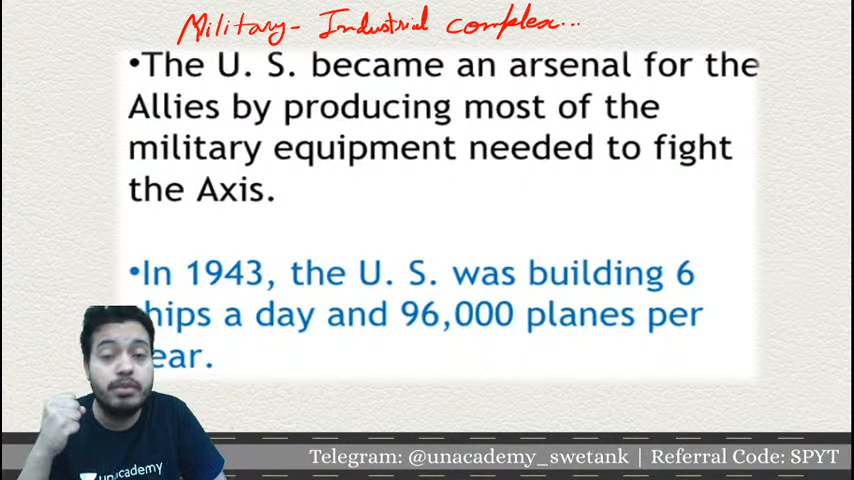 Military- Industrial complex...
•The U. S. became an arsenal for the
Allies by producing most of the
military equipment needed to fight
the Axis.
•In 1943, the U. S. was building 6
hips a day and 96,000 planes per
ear.
unacademy
Telegram: @unacademy_swetank | Referral Code: SPYT